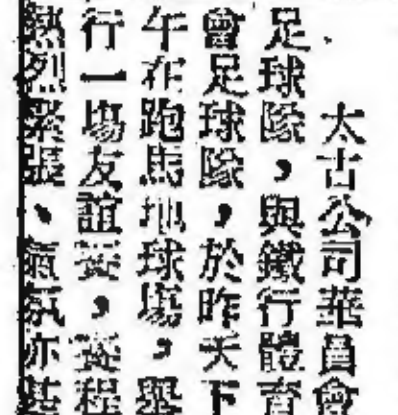 太古公司華員會
足球隊，與鐵行體育
會足球隊，於昨天下
午在跑馬地球場，舉
行一場友誼賽，賽程
熱烈緊張、氣氛亦